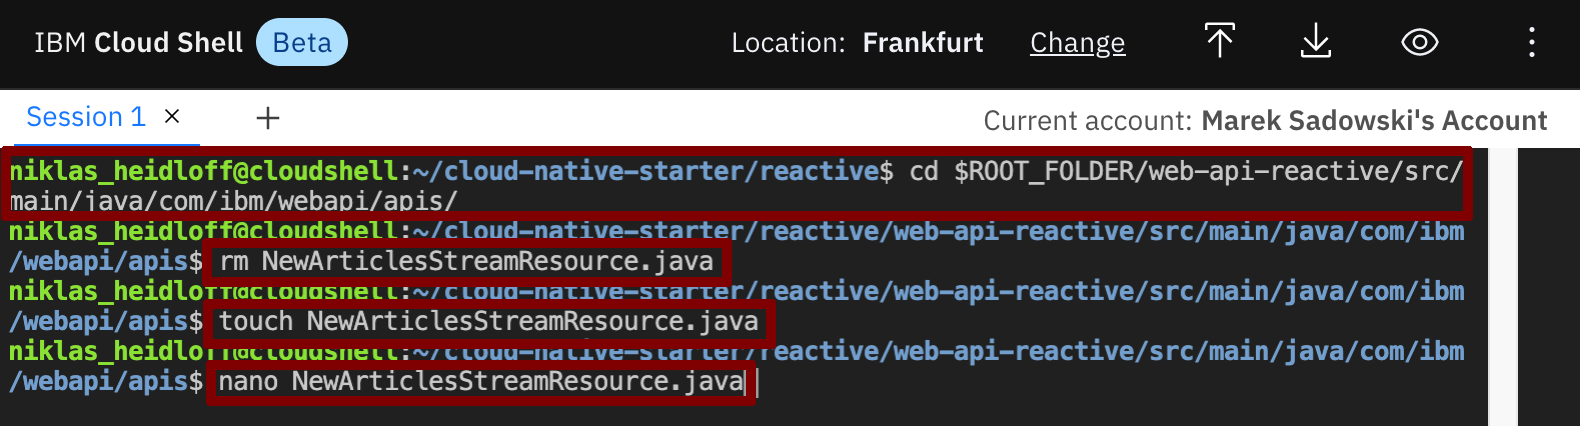 IBM Cloud Shell Beta Location: Frankfurt Change
Session 1 × + Current account: Marek Sadowski's Account
niklas_heidloff@cloudshell:~/cloud-native-starter/reactive$ cd $ROOT_FOLDER/web-api-reactive/src/
main/java/com/ibm/webapi/apis/
niklas_heidloff@cloudshell:~/cloud-native-starter/reactive/web-api-reactive/src/main/java/com/ibm
/webapi/apis$ rm NewArticlesStreamResource.java
niklas_heidloff@cloudshell:~/cloud-native-starter/reactive/web-api-reactive/src/main/java/com/ibm
/webapi/apis$ touch NewArticlesStreamResource.java
niklas_heidloff@cloudshell:~/cloud-native-starter/reactive/web-api-reactive/src/main/java/com/ibm
/webapi/apis$ nano NewArticlesStreamResource.java